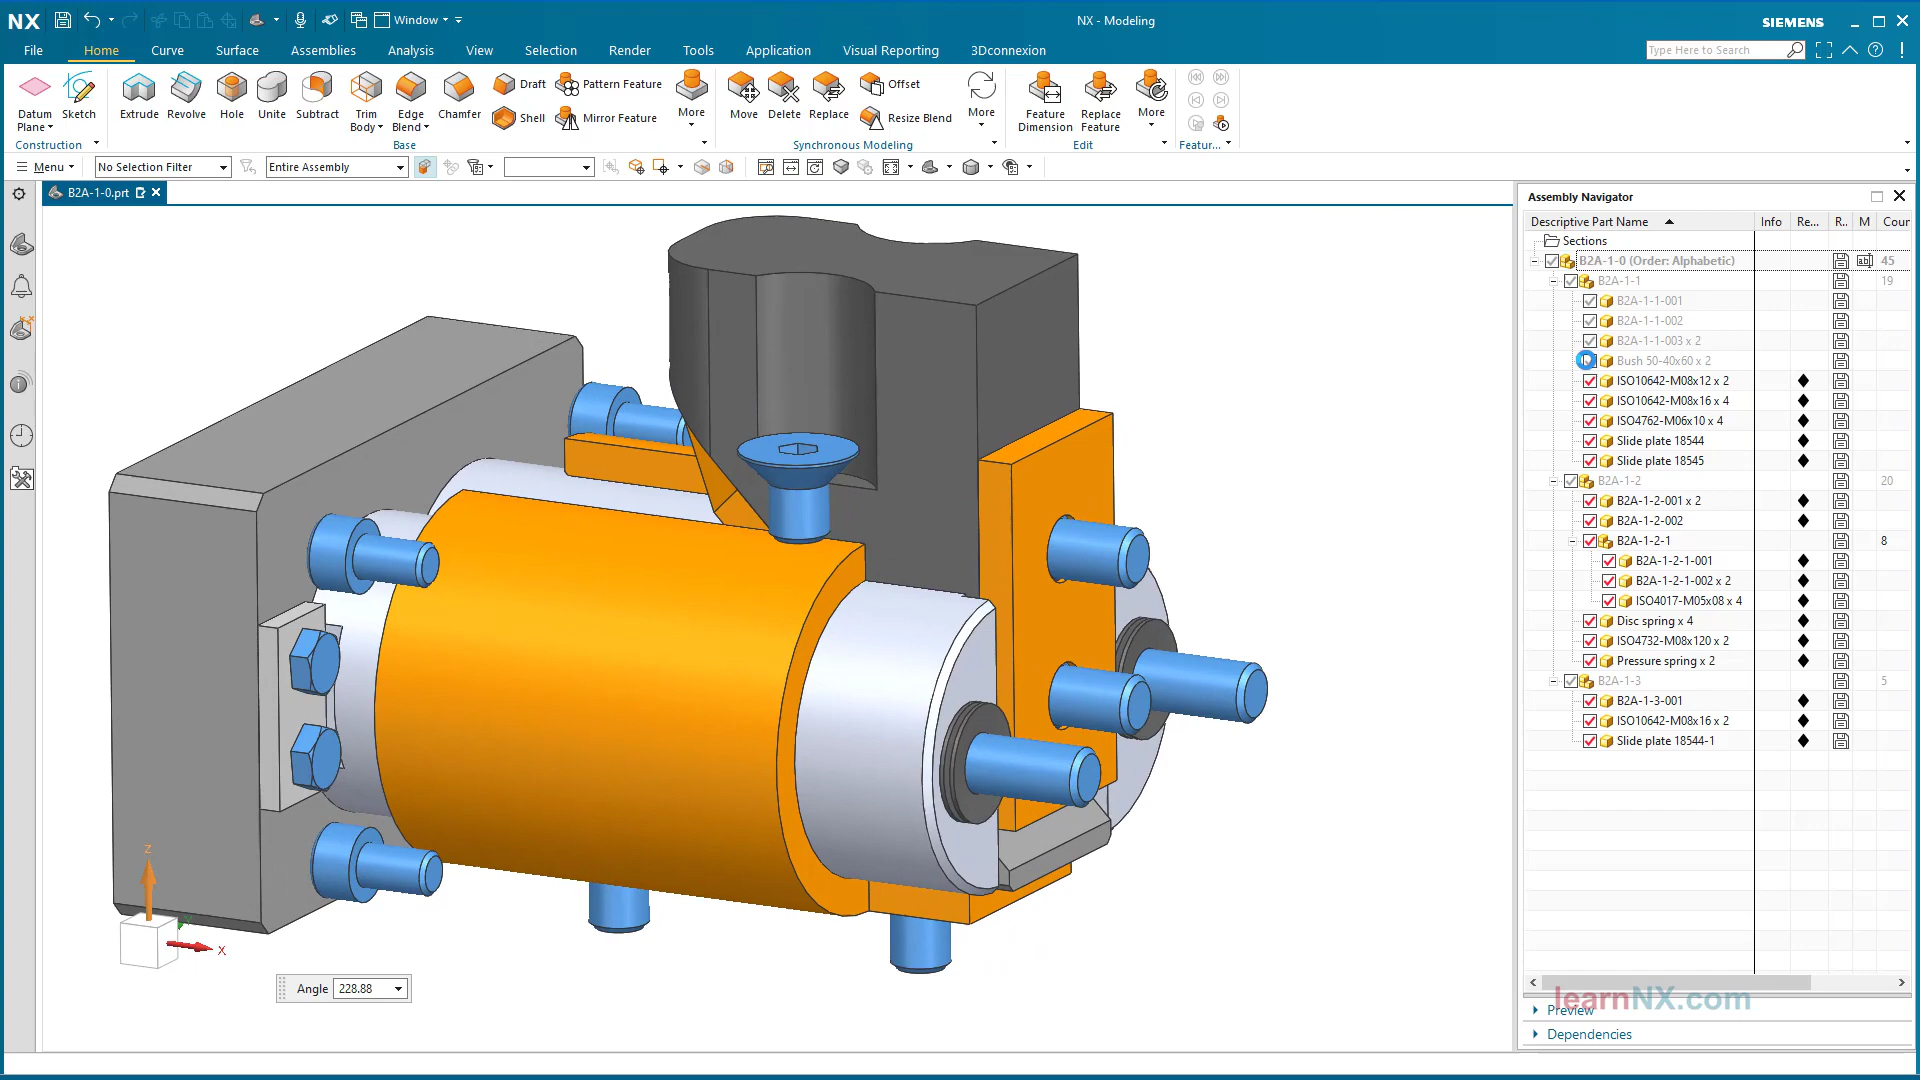 NX
Window
NX - Modeling
SIEMENS
File
Home
Curve
Surface
Assemblies
Analysis
View
Selection
Render
Tools
Application
Visual Reporting
3Dconnexion
Type Here to Search
Datum Plane
Sketch
Extrude
Revolve
Hole
Unite
Subtract
Trim Body
Edge Blend
Chamfer
Draft
Shell
Pattern Feature
Mirror Feature
More
Move
Delete
Replace
Offset
Resize Blend
More
Feature Dimension
Replace Feature
More
Construction
Base
Synchronous Modeling
Edit
Featur...
Menu
No Selection Filter
Entire Assembly
B2A-1-0.prt
Assembly Navigator
Descriptive Part Name Info Re... R.. M Cour
Sections
B2A-1-0 (Order: Alphabetic) 45
B2A-1-1 19
B2A-1-1-001
B2A-1-1-002
B2A-1-1-003 x 2
Bush 50-40x60 x 2
ISO10642-M08x12 x 2
ISO10642-M08x16 x 4
ISO4762-M06x10 x 4
Slide plate 18544
Slide plate 18545
B2A-1-2 20
B2A-1-2-001 x 2
B2A-1-2-002
B2A-1-2-1 8
B2A-1-2-1-001
B2A-1-2-1-002 x 2
ISO4017-M05x08 x 4
Disc spring x 4
ISO4732-M08x120 x 2
Pressure spring x 2
B2A-1-3 5
B2A-1-3-001
ISO10642-M08x16 x 2
Slide plate 18544-1
Z
Y
X
Angle 228.88
learnNX.com
Preview
Dependencies